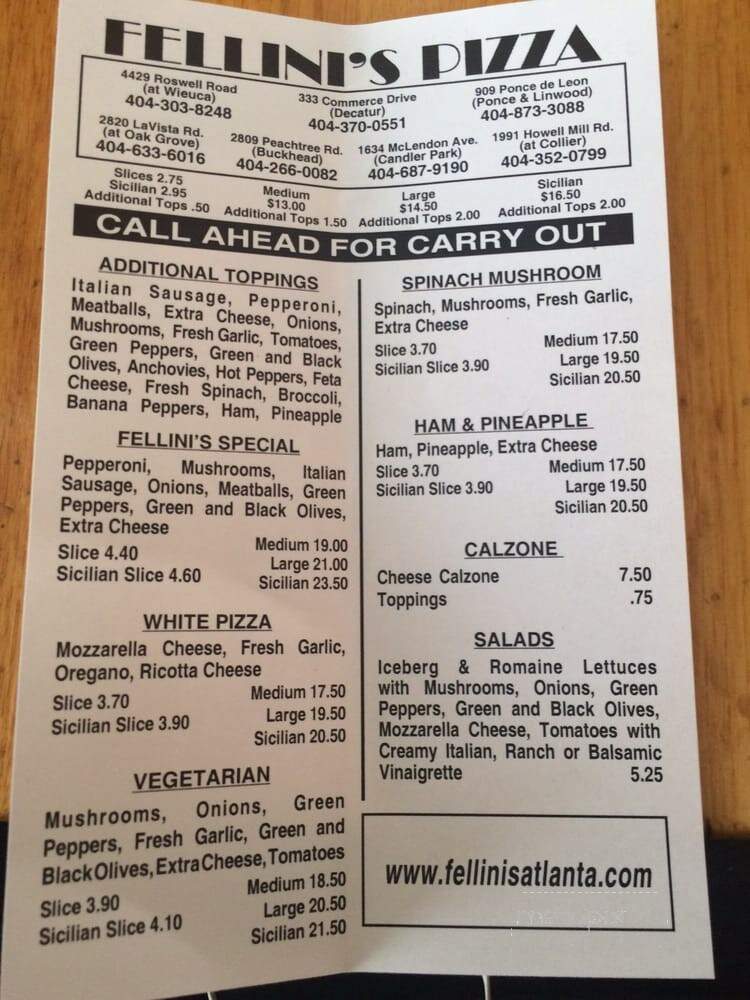 FELLINI'S PIZZA
4429 Roswell Road
(at Wieuca)
404-303-8248
333 Commerce Drive
(Decatur)
404-370-0551
909 Ponce de Leon
(Ponce & Linwood)
404-873-3088
2820 LaVista Rd.
(at Oak Grove)
404-633-6016
2809 Peachtree Rd.
(Buckhead)
404-266-0082
1634 McLendon Ave.
(Candler Park)
404-687-9190
1991 Howell Mill Rd.
(at Collier)
404-352-0799
Slices 2.75
Sicilian 2.95
Additional Tops .50
Medium
$13.00
Additional Tops 1.50
Large
$14.50
Additional Tops 2.00
Sicilian
$16.50
Additional Tops 2.00
CALL AHEAD FOR CARRY OUT
ADDITIONAL TOPPINGS
Italian Sausage, Pepperoni,
Meatballs, Extra Cheese, Onions,
Mushrooms, Fresh Garlic, Tomatoes,
Green Peppers, Green and Black
Olives, Anchovies, Hot Peppers, Feta
Cheese, Fresh Spinach, Broccoli,
Banana Peppers, Ham, Pineapple
FELLINI'S SPECIAL
Pepperoni, Mushrooms, Italian
Sausage, Onions, Meatballs, Green
Peppers, Green and Black Olives,
Extra Cheese
Slice 4.40
Sicilian Slice 4.60
Medium 19.00
Large 21.00
Sicilian 23.50
WHITE PIZZA
Mozzarella Cheese, Fresh Garlic,
Oregano, Ricotta Cheese
Slice 3.70
Sicilian Slice 3.90
Medium 17.50
Large 19.50
Sicilian 20.50
VEGETARIAN
Mushrooms, Onions, Green
Peppers, Fresh Garlic, Green and
Black Olives, Extra Cheese, Tomatoes
Slice 3.90
Sicilian Slice 4.10
Medium 18.50
Large 20.50
Sicilian 21.50
SPINACH MUSHROOM
Spinach, Mushrooms, Fresh Garlic,
Extra Cheese
Slice 3.70
Sicilian Slice 3.90
Medium 17.50
Large 19.50
Sicilian 20.50
HAM & PINEAPPLE
Ham, Pineapple, Extra Cheese
Slice 3.70
Sicilian Slice 3.90
Medium 17.50
Large 19.50
Sicilian 20.50
CALZONE
Cheese Calzone 7.50
Toppings .75
SALADS
Iceberg & Romaine Lettuces
with Mushrooms, Onions, Green
Peppers, Green and Black Olives,
Mozzarella Cheese, Tomatoes with
Creamy Italian, Ranch or Balsamic
Vinaigrette 5.25
www.fellinisatlanta.com